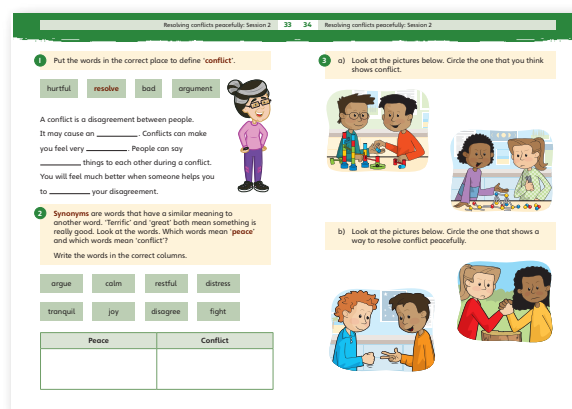 Resolving conflicts peacefully: Session 2 33 34 Resolving conflicts peacefully: Session 2
1 Put the words in the correct place to define 'conflict'.
hurtful resolve bad argument
A conflict is a disagreement between people.
It may cause an ________. Conflicts can make
you feel very ________. People can say
________ things to each other during a conflict.
You will feel much better when someone helps you
to ________ your disagreement.
2 Synonyms are words that have a similar meaning to
another word. 'Terrific' and 'great' both mean something is
really good. Look at the words. Which words mean 'peace'
and which words mean 'conflict'?
Write the words in the correct columns.
argue calm restful distress
tranquil joy disagree fight
Peace Conflict
3 a) Look at the pictures below. Circle the one that you think
shows conflict.
b) Look at the pictures below. Circle the one that shows a
way to resolve conflict peacefully.